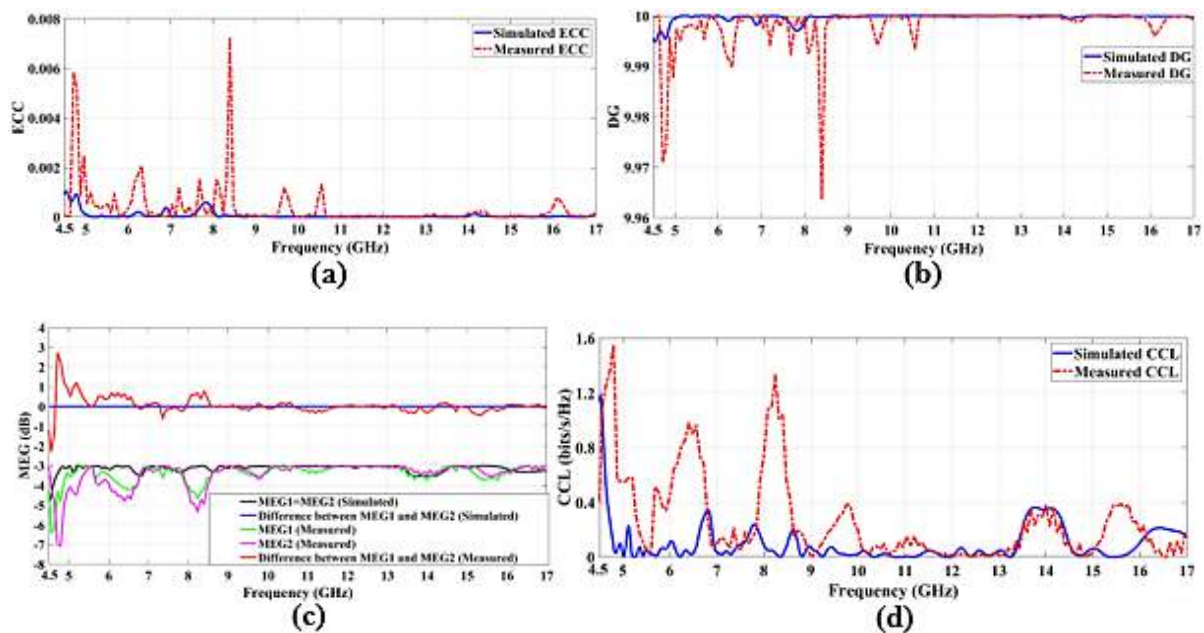 0.008
0.006
0.004
0.002
0
ECC
Simulated ECC
Measured ECC
4.5 5 6 7 8 9 10 11 12 13 14 15 16 17
Frequency (GHz)
(a)
10
9.99
9.98
9.97
9.96
DG
Simulated DG
Measured DG
4.5 5 6 7 8 9 10 11 12 13 14 15 16 17
Frequency (GHz)
(b)
4
3
2
1
0
-1
-2
-3
-4
-5
-6
-7
-8
MEG (dB)
MEG1=MEG2 (Simulated)
Difference between MEG1 and MEG2 (Simulated)
MEG1 (Measured)
MEG2 (Measured)
Difference between MEG1 and MEG2 (Measured)
4.5 5 6 7 8 9 10 11 12 13 14 15 16 17
Frequency (GHz)
(c)
1.6
1.2
0.8
0.4
0
CCL (bits/s/Hz)
Simulated CCL
Measured CCL
4.5 5 6 7 8 9 10 11 12 13 14 15 16 17
Frequency (GHz)
(d)